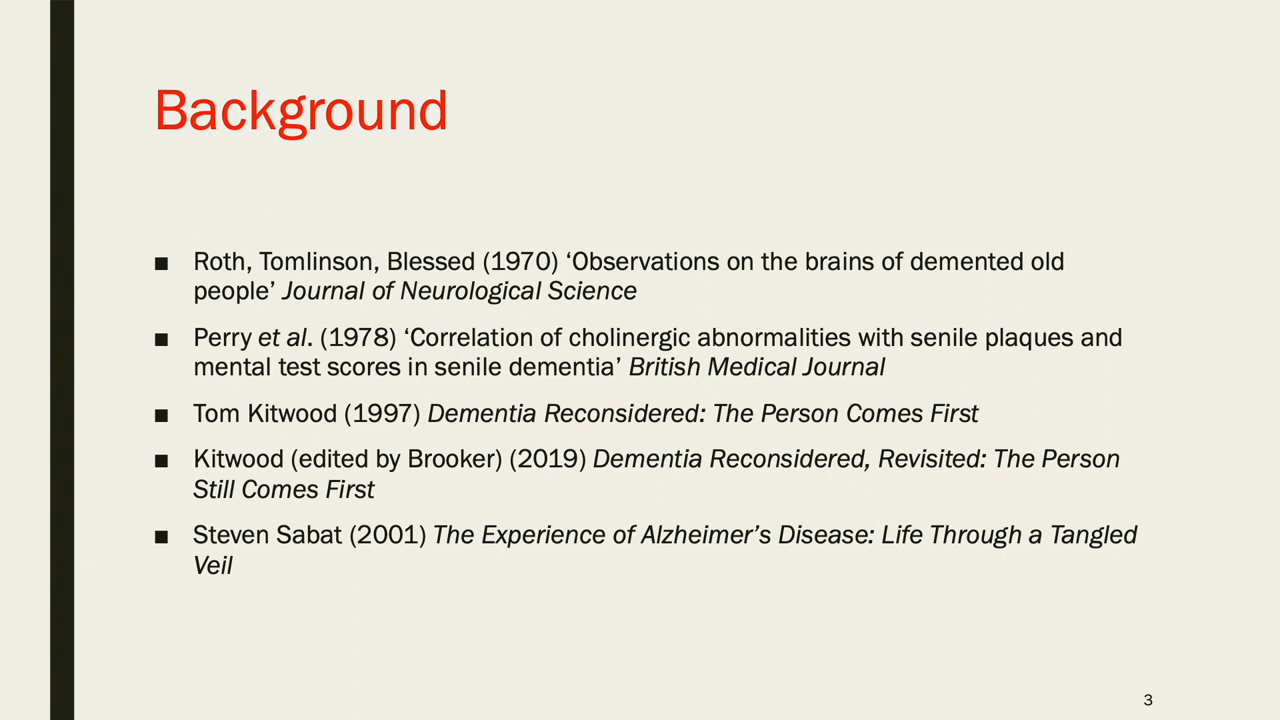 Background
■ Roth, Tomlinson, Blessed (1970) ‘Observations on the brains of demented old
people’ Journal of Neurological Science
■ Perry et al. (1978) ‘Correlation of cholinergic abnormalities with senile plaques and
mental test scores in senile dementia’ British Medical Journal
■ Tom Kitwood (1997) Dementia Reconsidered: The Person Comes First
■ Kitwood (edited by Brooker) (2019) Dementia Reconsidered, Revisited: The Person
Still Comes First
■ Steven Sabat (2001) The Experience of Alzheimer’s Disease: Life Through a Tangled
Veil
3